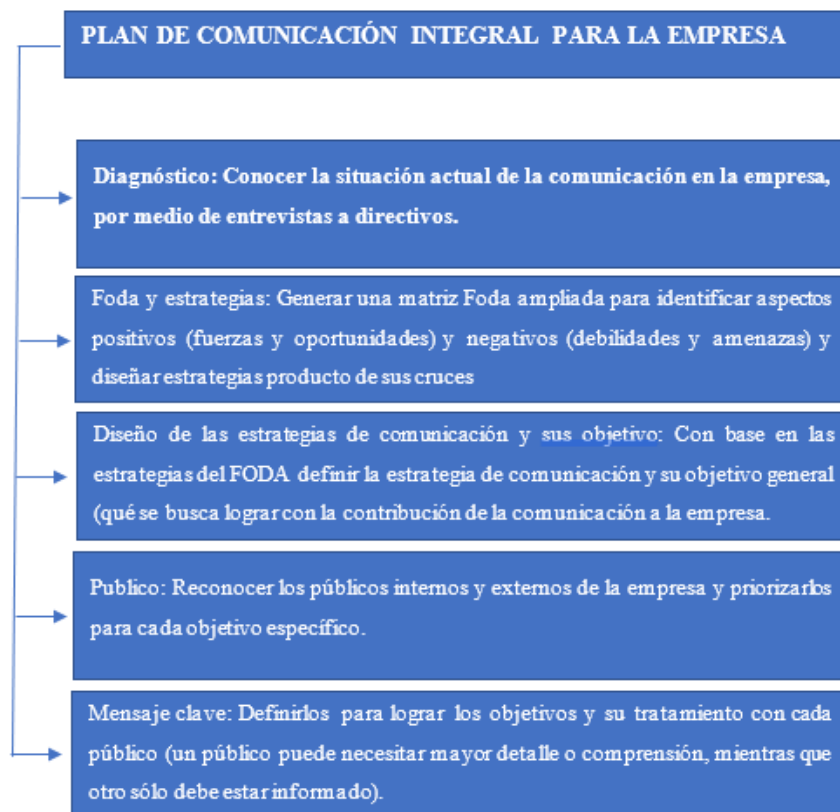 PLAN DE COMUNICACIÓN INTEGRAL PARA LA EMPRESA
Diagnóstico: Conocer la situación actual de la comunicación en la empresa,
por medio de entrevistas a directivos.
Foda y estrategias: Generar una matriz Foda ampliada para identificar aspectos
positivos (fuerzas y oportunidades) y negativos (debilidades y amenazas) y
diseñar estrategias producto de sus cruces
Diseño de las estrategias de comunicación y sus objetivo: Con base en las
estrategias del FODA definir la estrategia de comunicación y su objetivo general
(qué se busca lograr con la contribución de la comunicación a la empresa.
Publico: Reconocer los públicos internos y externos de la empresa y priorizarlos
para cada objetivo específico.
Mensaje clave: Definirlos para lograr los objetivos y su tratamiento con cada
público (un público puede necesitar mayor detalle o comprensión, mientras que
otro sólo debe estar informado).